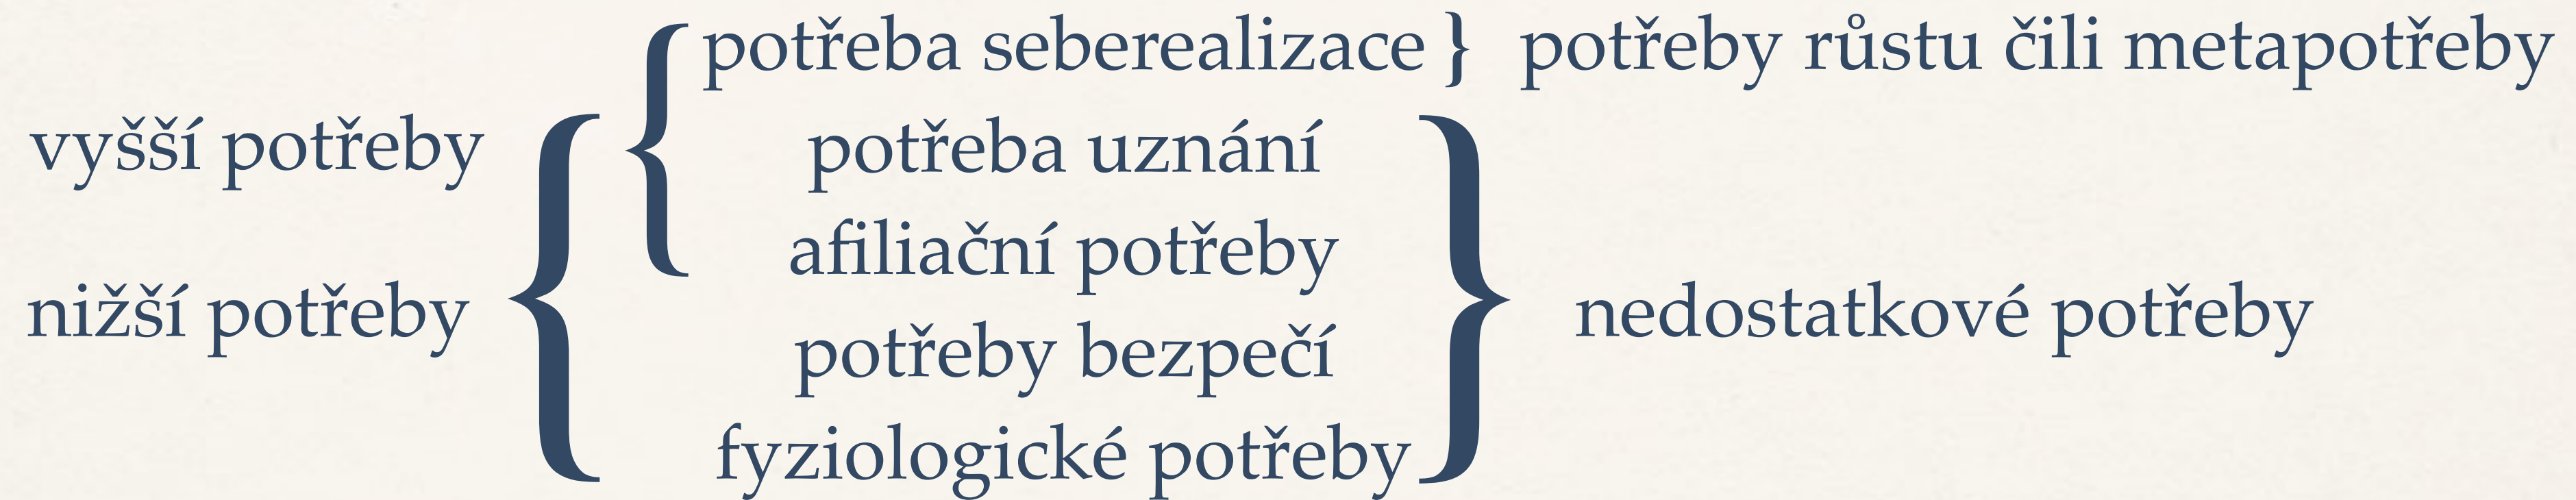 potřeba seberealizace } potřeby růstu čili metapotřeby
vyšší potřeby { { potřeba uznání
afiliační potřeby
nižší potřeby potřeby bezpečí } nedostatkové potřeby
fyziologické potřeby